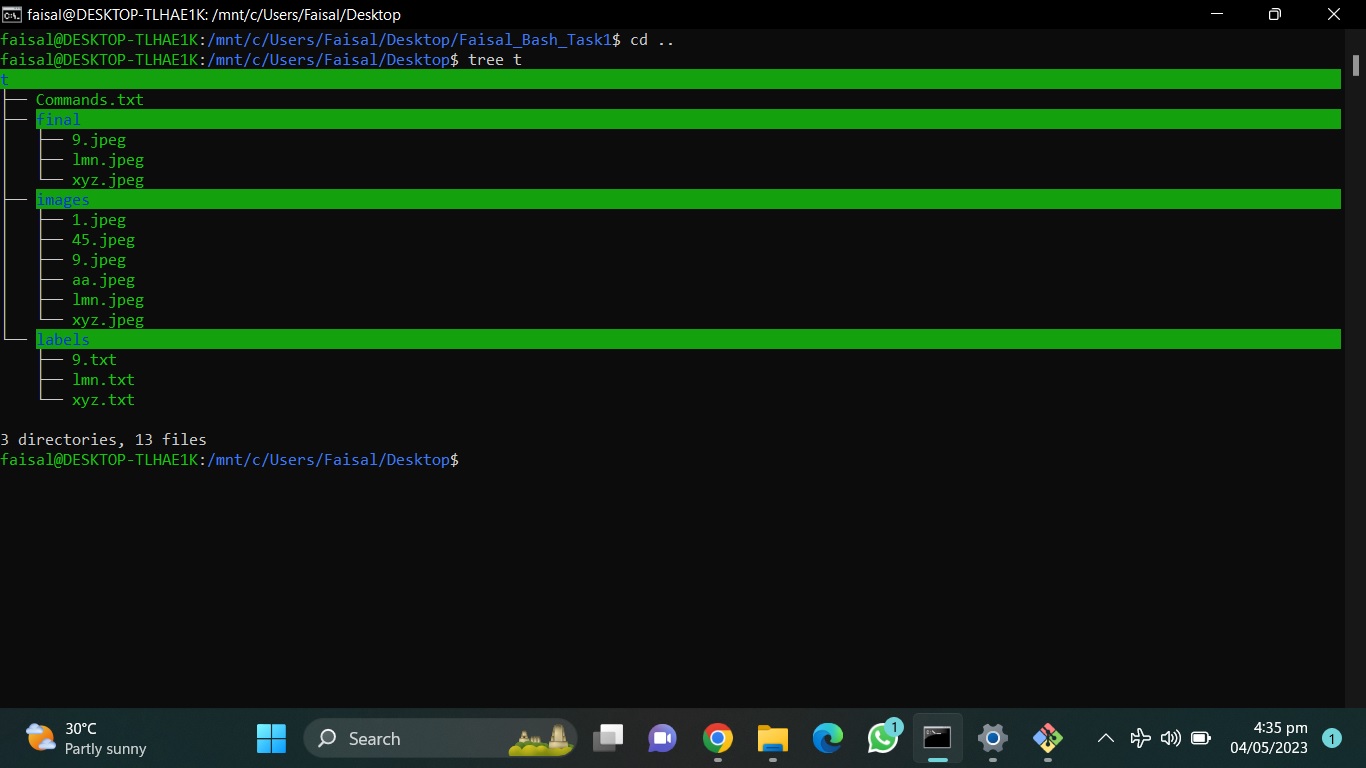 faisal@DESKTOP-TLHAE1K: /mnt/c/Users/Faisal/Desktop
faisal@DESKTOP-TLHAE1K:/mnt/c/Users/Faisal/Desktop/Faisal_Bash_Task1$ cd ..
faisal@DESKTOP-TLHAE1K:/mnt/c/Users/Faisal/Desktop$ tree t
t
├── Commands.txt
├── final
│   ├── 9.jpeg
│   ├── lmn.jpeg
│   └── xyz.jpeg
├── images
│   ├── 1.jpeg
│   ├── 45.jpeg
│   ├── 9.jpeg
│   ├── aa.jpeg
│   ├── lmn.jpeg
│   └── xyz.jpeg
└── labels
    ├── 9.txt
    ├── lmn.txt
    └── xyz.txt
3 directories, 13 files
faisal@DESKTOP-TLHAE1K:/mnt/c/Users/Faisal/Desktop$
30°C
Partly sunny
Search
1
4:35 pm
04/05/2023
1